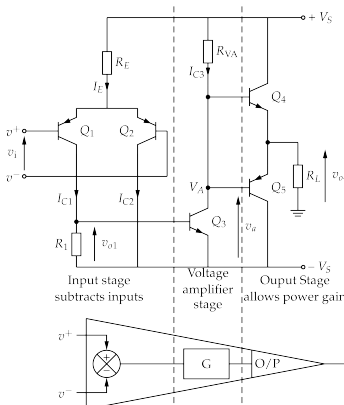 + V_S
R_E
R_VA
I_E
I_C3
Q_4
v^+
Q_1
Q_2
v_i
v^-
R_L
v_o
V_A
Q_5
I_C1
I_C2
Q_3
R_1
v_o1
v_a
- V_S
Input stage
subtracts inputs
Voltage
amplifier
stage
Ouput Stage
allows power gain
v^+
+
−
G
O/P
v^-